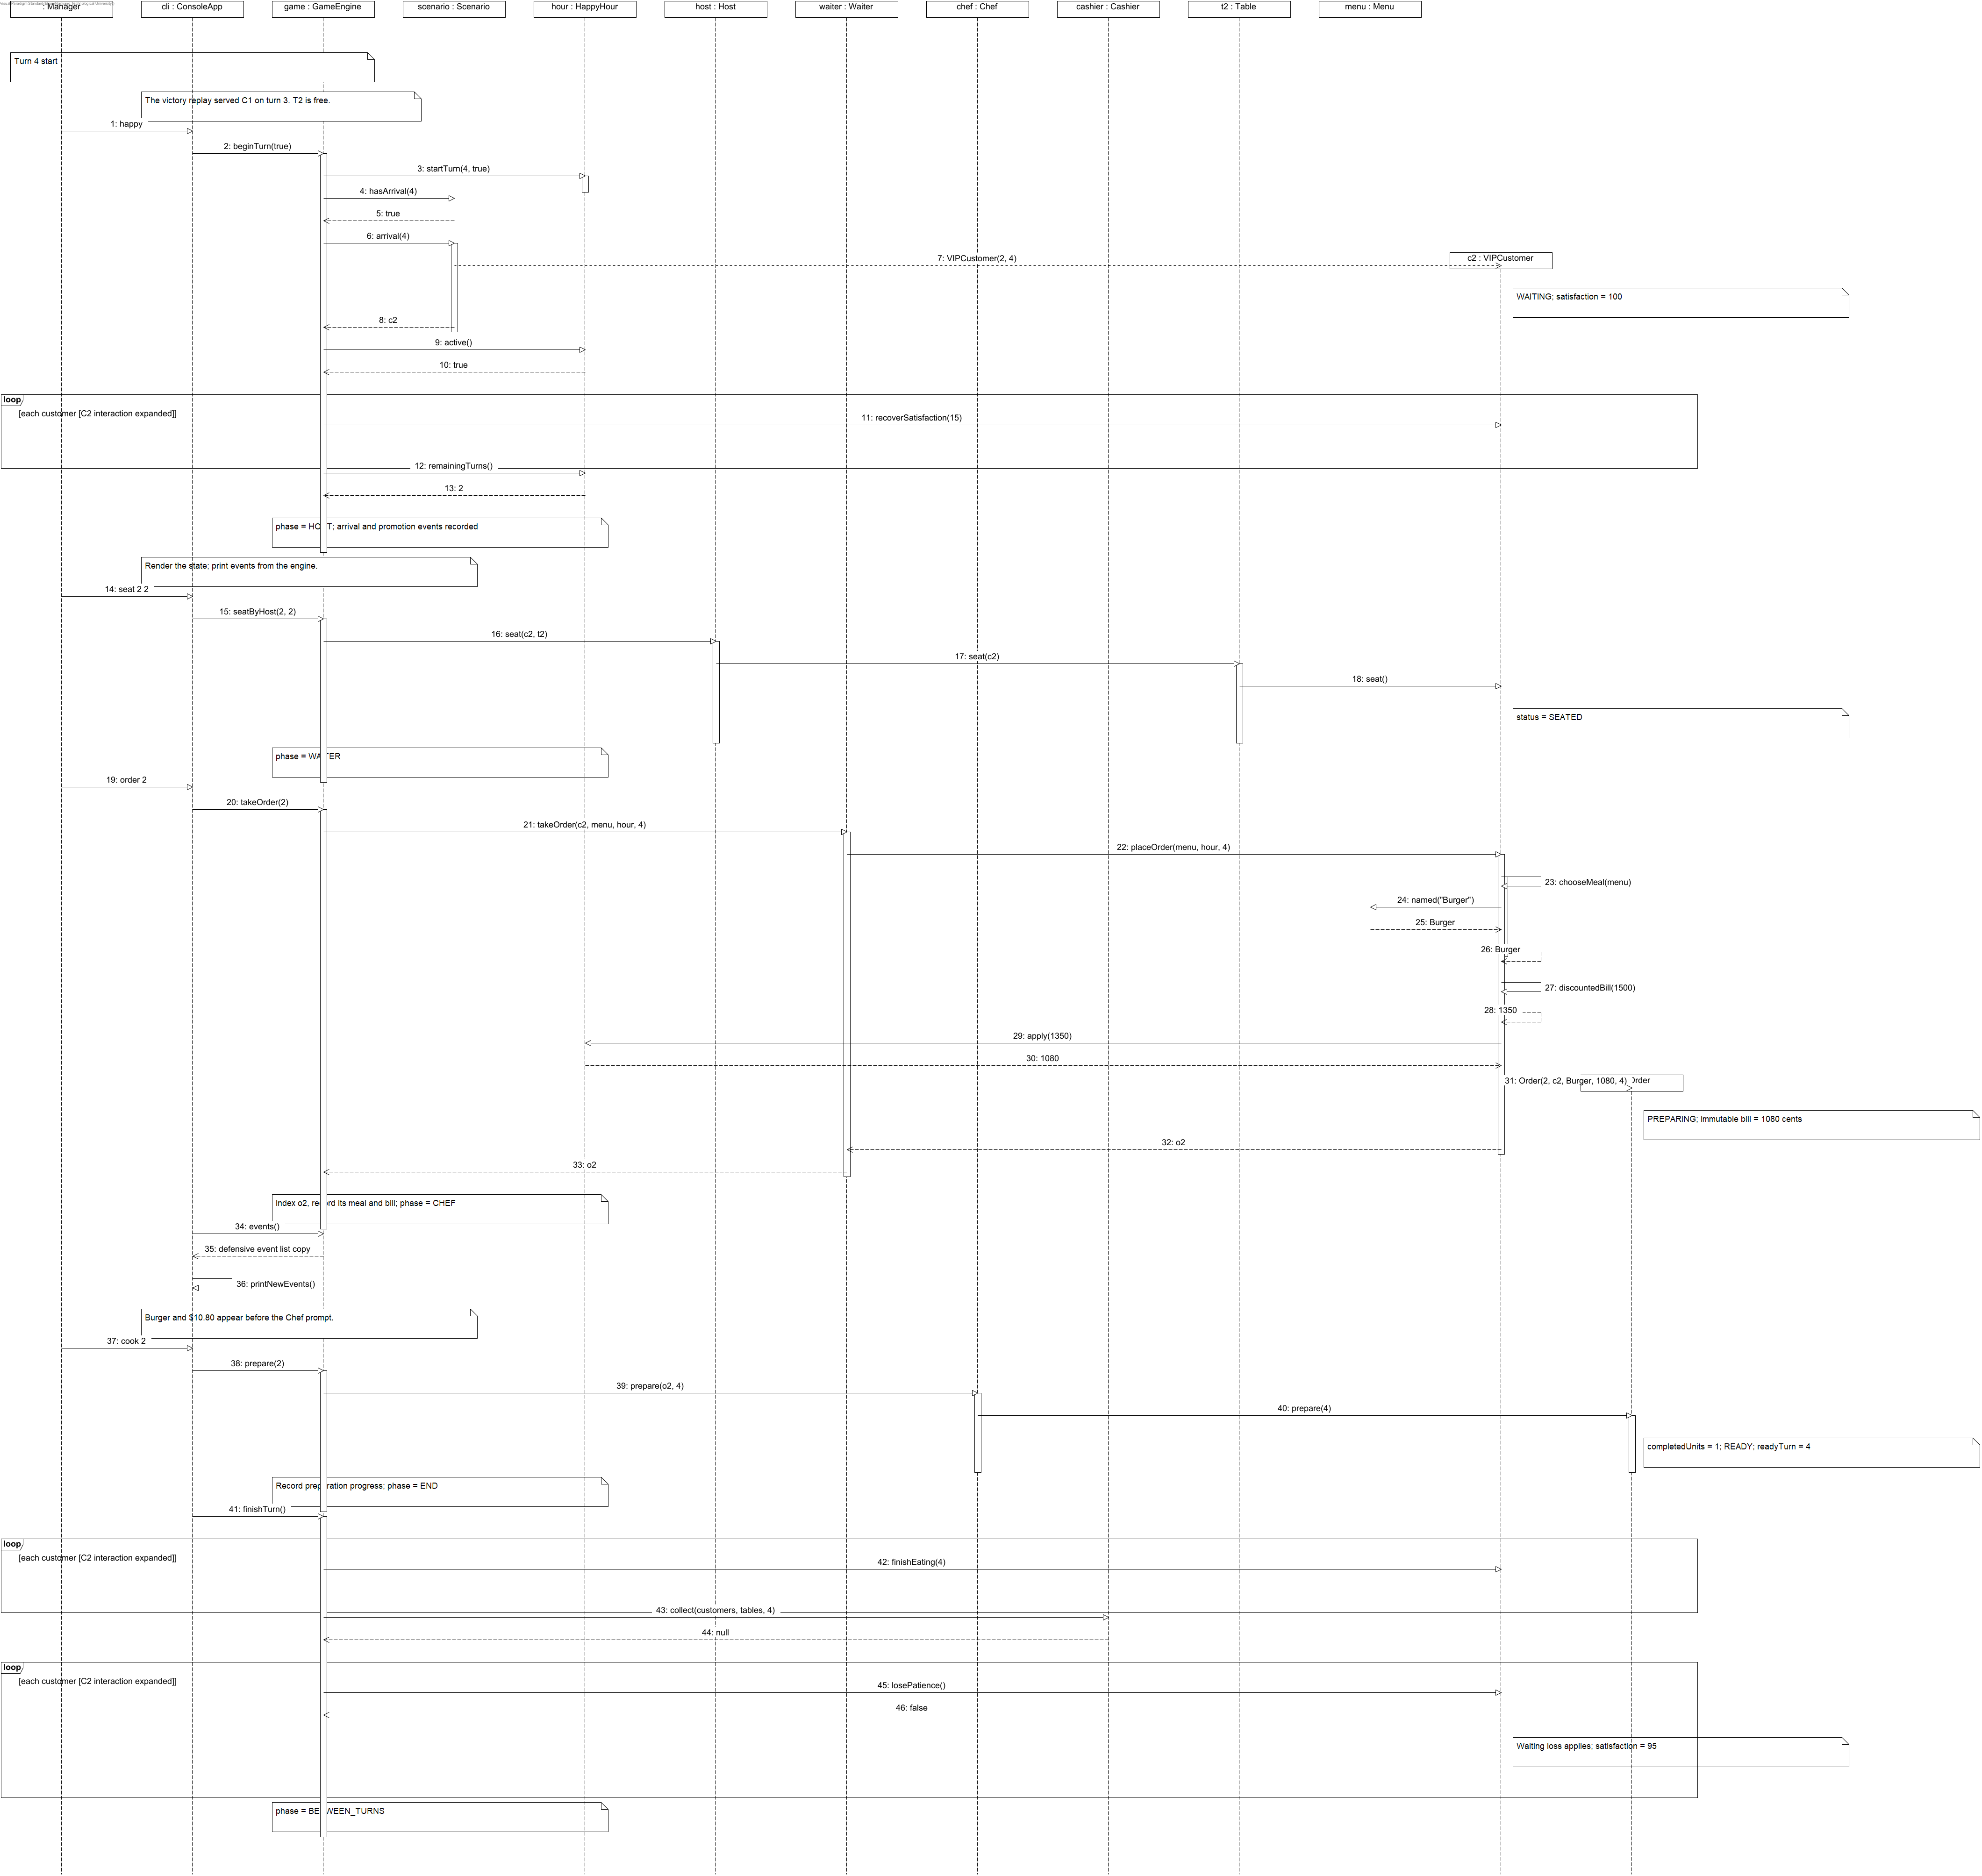 : Manager
cli : ConsoleApp
game : GameEngine
scenario : Scenario
hour : HappyHour
host : Host
waiter : Waiter
chef : Chef
cashier : Cashier
t2 : Table
menu : Menu
Turn 4 start
The victory replay served C1 on turn 3. T2 is free.
1: happy
2: beginTurn(true)
3: startTurn(4, true)
4: hasArrival(4)
5: true
6: arrival(4)
7: VIPCustomer(2, 4)
c2 : VIPCustomer
WAITING; satisfaction = 100
8: c2
9: active()
10: true
loop
[each customer [C2 interaction expanded]]
11: recoverSatisfaction(15)
12: remainingTurns()
13: 2
phase = HOST; arrival and promotion events recorded
Render the state; print events from the engine.
14: seat 2 2
15: seatByHost(2, 2)
16: seat(c2, t2)
17: seat(c2)
18: seat()
status = SEATED
phase = WAITER
19: order 2
20: takeOrder(2)
21: takeOrder(c2, menu, hour, 4)
22: placeOrder(menu, hour, 4)
23: chooseMeal(menu)
24: named("Burger")
25: Burger
26: Burger
27: discountedBill(1500)
28: 1350
29: apply(1350)
30: 1080
31: Order(2, c2, Burger, 1080, 4)
Order
PREPARING; immutable bill = 1080 cents
32: o2
33: o2
Index o2, record its meal and bill; phase = CHEF
34: events()
35: defensive event list copy
36: printNewEvents()
Burger and $10.80 appear before the Chef prompt.
37: cook 2
38: prepare(2)
39: prepare(o2, 4)
40: prepare(4)
completedUnits = 1; READY; readyTurn = 4
Record preparation progress; phase = END
41: finishTurn()
loop
[each customer [C2 interaction expanded]]
42: finishEating(4)
43: collect(customers, tables, 4)
44: null
loop
[each customer [C2 interaction expanded]]
45: losePatience()
46: false
Waiting loss applies; satisfaction = 95
phase = BETWEEN_TURNS